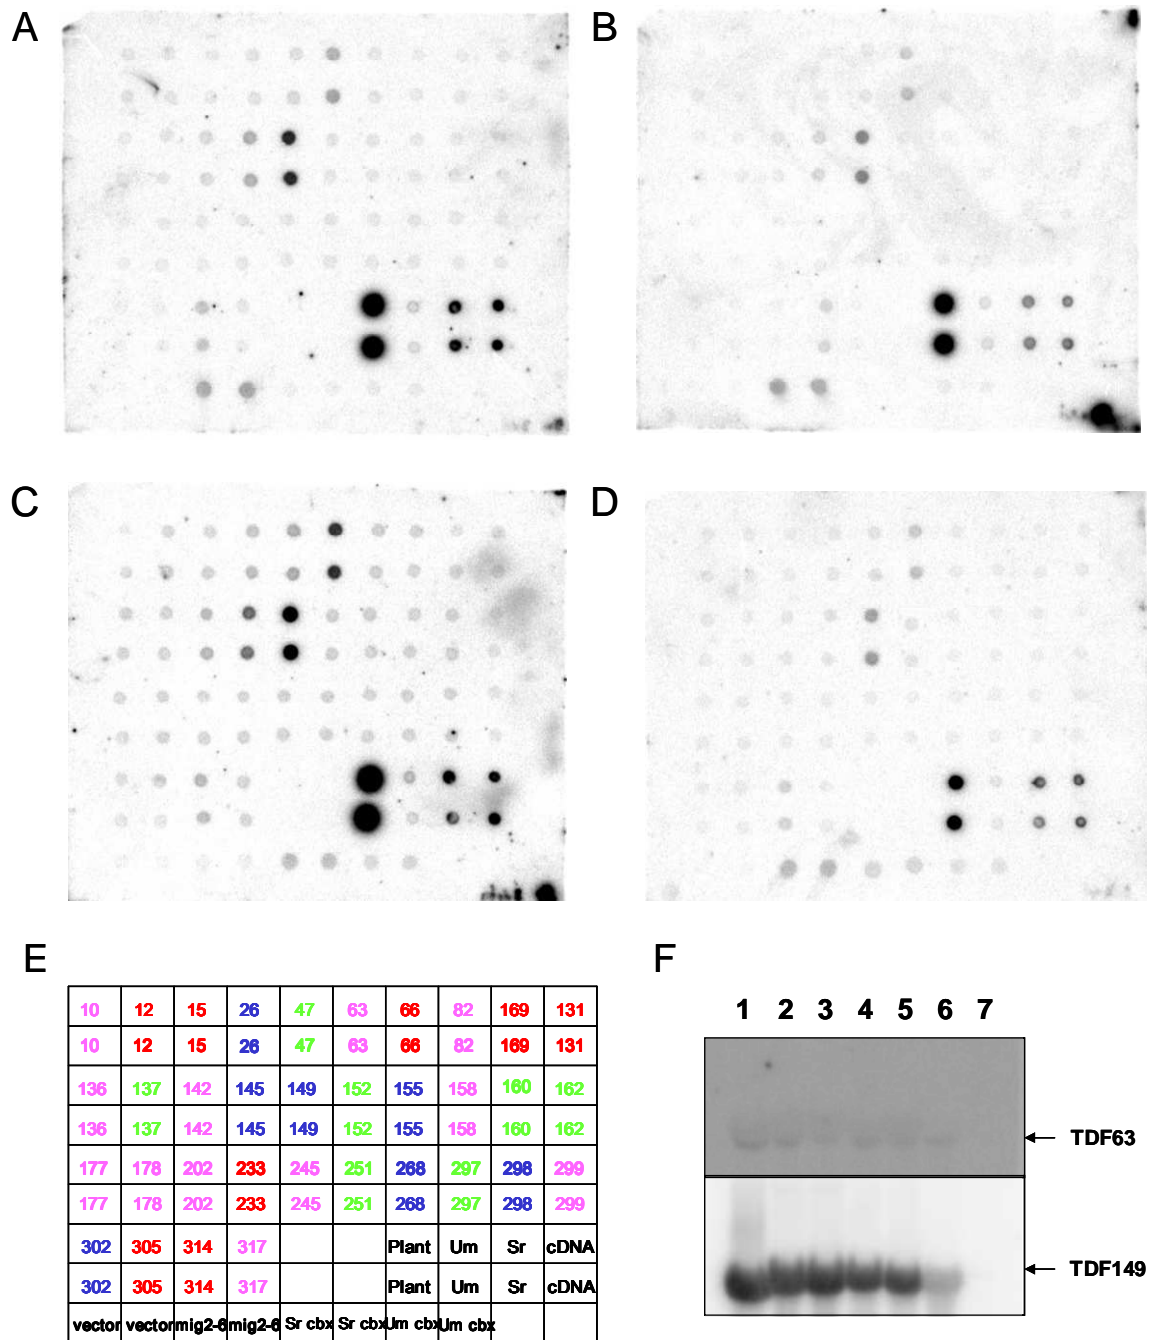 A
B
C
D
E
F
10 12 15 26 47 63 66 82 169 131
10 12 15 26 47 63 66 82 169 131
136 137 142 145 149 152 155 158 160 162
136 137 142 145 149 152 155 158 160 162
177 178 202 233 245 251 268 297 298 299
177 178 202 233 245 251 268 297 298 299
302 305 314 317 Plant Um Sr cDNA
302 305 314 317 Plant Um Sr cDNA
vector vector mig2-6 mig2-6 Sr cbx Sr cbx Um cbx Um cbx
1 2 3 4 5 6 7
TDF63
TDF149